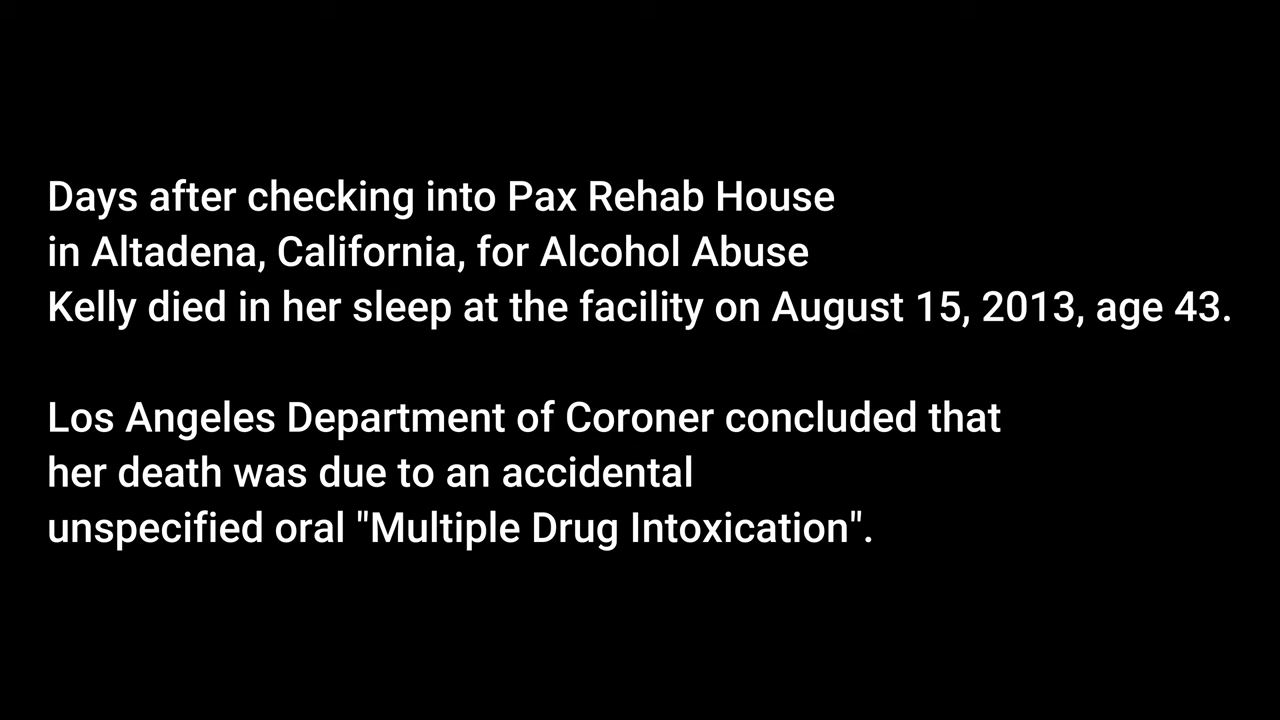 Days after checking into Pax Rehab House
in Altadena, California, for Alcohol Abuse
Kelly died in her sleep at the facility on August 15, 2013, age 43.
Los Angeles Department of Coroner concluded that
her death was due to an accidental
unspecified oral "Multiple Drug Intoxication".